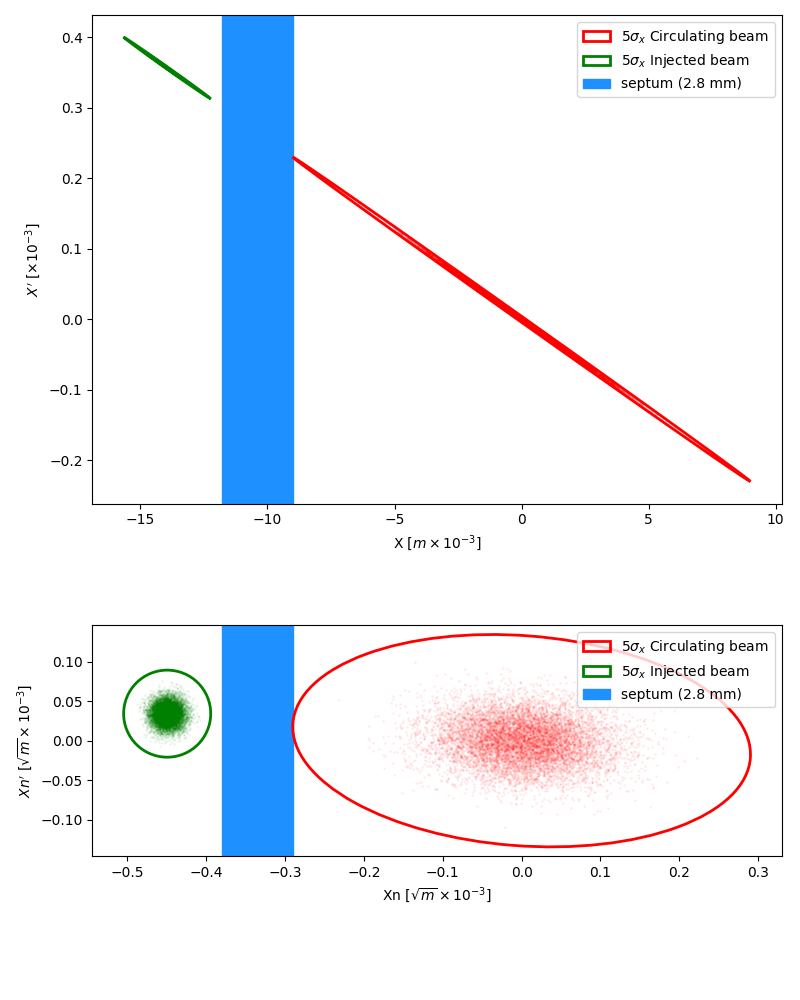 0.4
0.3
0.2
0.1
0.0
−0.1
−0.2
X′ [×10⁻³]
5σₓ Circulating beam
5σₓ Injected beam
septum (2.8 mm)
−15 −10 −5 0 5 10
X [m × 10⁻³]
0.10
0.05
0.00
−0.05
−0.10
Xn′ [√m × 10⁻³]
5σₓ Circulating beam
5σₓ Injected beam
septum (2.8 mm)
−0.5 −0.4 −0.3 −0.2 −0.1 0.0 0.1 0.2 0.3
Xn [√m × 10⁻³]